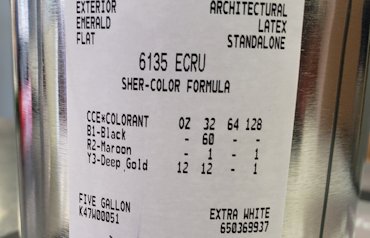 EXTERIOR ARCHITECTURAL
EMERALD LATEX
FLAT STANDALONE
6135 ECRU
SHER-COLOR FORMULA
CCE*COLORANT OZ 32 64 128
B1-Black - 60 - -
R2-Maroon - 1 - 1
Y3-Deep Gold 12 12 - 1
FIVE GALLON EXTRA WHITE
K47W00051 650369937